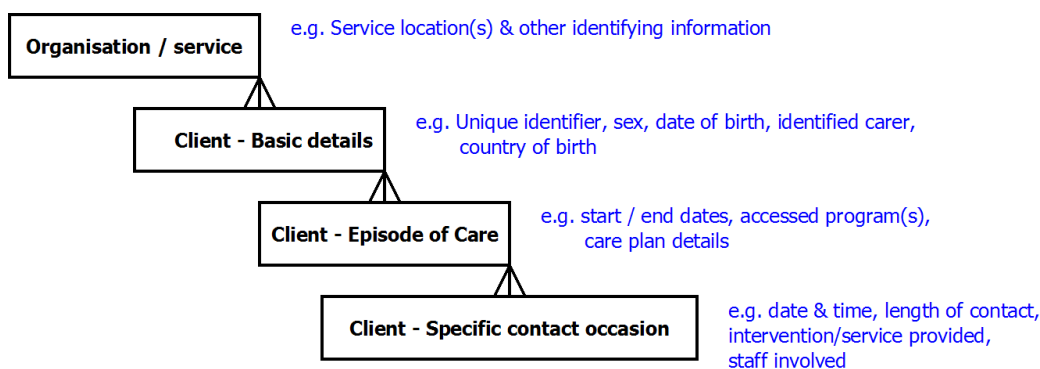 Organisation / service
e.g. Service location(s) & other identifying information
Client - Basic details
e.g. Unique identifier, sex, date of birth, identified carer,
country of birth
Client - Episode of Care
e.g. start / end dates, accessed program(s),
care plan details
Client - Specific contact occasion
e.g. date & time, length of contact,
intervention/service provided,
staff involved